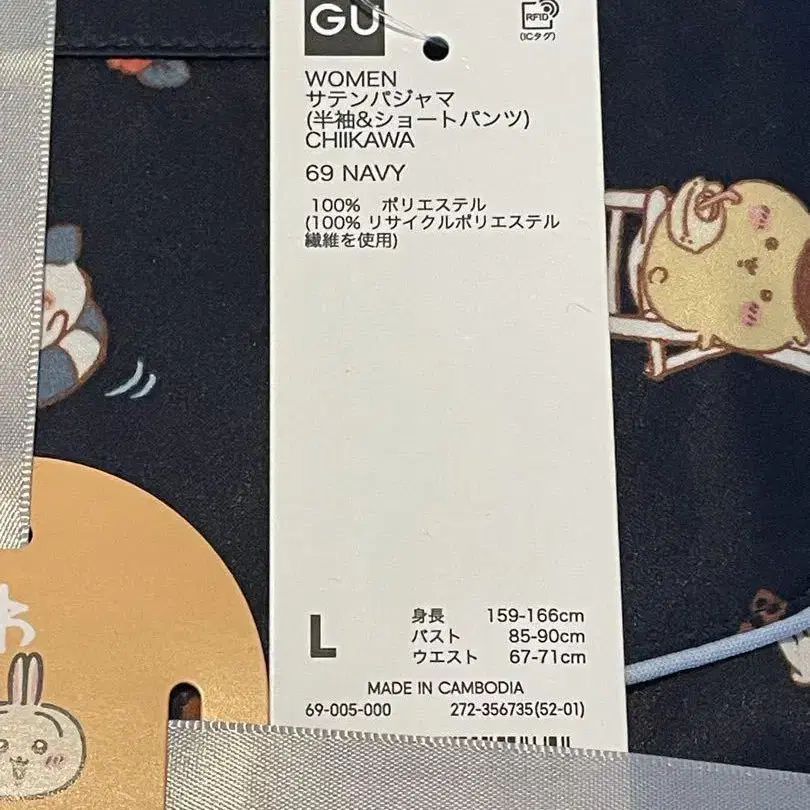 GU
RFID
(ICタグ)
WOMEN
サテンパジャマ
(半袖&ショートパンツ)
CHIIKAWA
69 NAVY
100% ポリエステル
(100% リサイクルポリエステル
繊維を使用)
わ
L
身長 159-166cm
バスト 85-90cm
ウエスト 67-71cm
MADE IN CAMBODIA
69-005-000 272-356735(52-01)